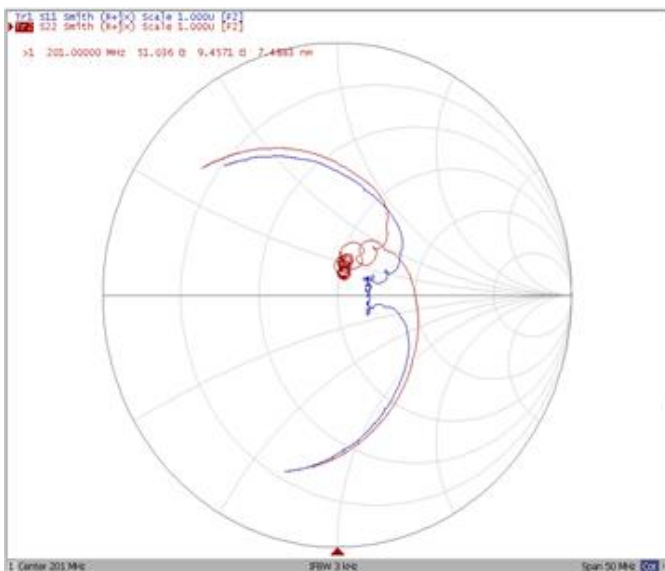 Tr1 S11 Smith (R+jX) Scale 1.000U [F2]
Tr2 S22 Smith (R+jX) Scale 1.000U [F2]
>1 201.00000 MHz 51.036 Ω 9.4571 Ω
1 Center 201 MHz IFBW 3 kHz Span 50 MHz Cor